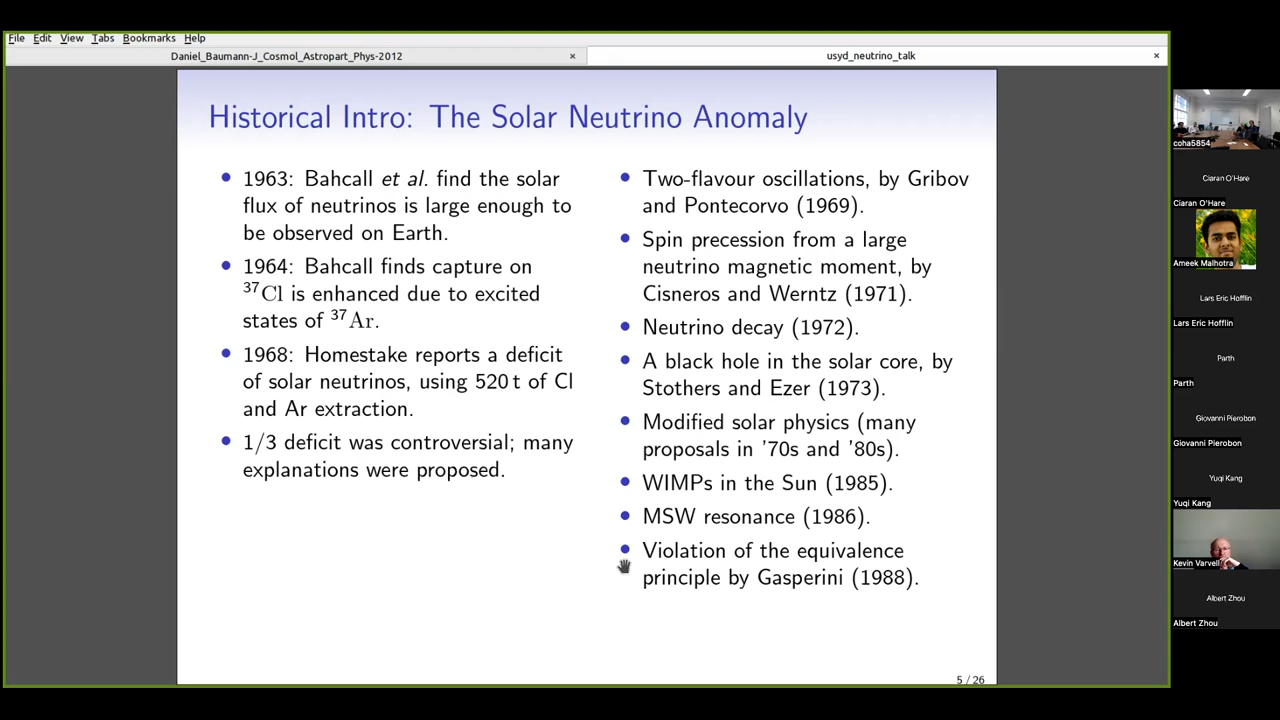 File Edit View Tabs Bookmarks Help
Daniel_Baumann-J_Cosmol_Astropart_Phys-2012 × usyd_neutrino_talk ×
Historical Intro: The Solar Neutrino Anomaly
• 1963: Bahcall et al. find the solar
flux of neutrinos is large enough to
be observed on Earth.
• 1964: Bahcall finds capture on
³⁷Cl is enhanced due to excited
states of ³⁷Ar.
• 1968: Homestake reports a deficit
of solar neutrinos, using 520 t of Cl
and Ar extraction.
• 1/3 deficit was controversial; many
explanations were proposed.
• Two-flavour oscillations, by Gribov
and Pontecorvo (1969).
• Spin precession from a large
neutrino magnetic moment, by
Cisneros and Werntz (1971).
• Neutrino decay (1972).
• A black hole in the solar core, by
Stothers and Ezer (1973).
• Modified solar physics (many
proposals in '70s and '80s).
• WIMPs in the Sun (1985).
• MSW resonance (1986).
• Violation of the equivalence
principle by Gasperini (1988).
5 / 26
coha5854
Ciaran O'Hare
Ciaran O'Hare
Ameek Malhotra
Lars Eric Hofflin
Lars Eric Hofflin
Parth
Parth
Giovanni Pierobon
Giovanni Pierobon
Yuqi Kang
Yuqi Kang
Kevin Varvell
Albert Zhou
Albert Zhou